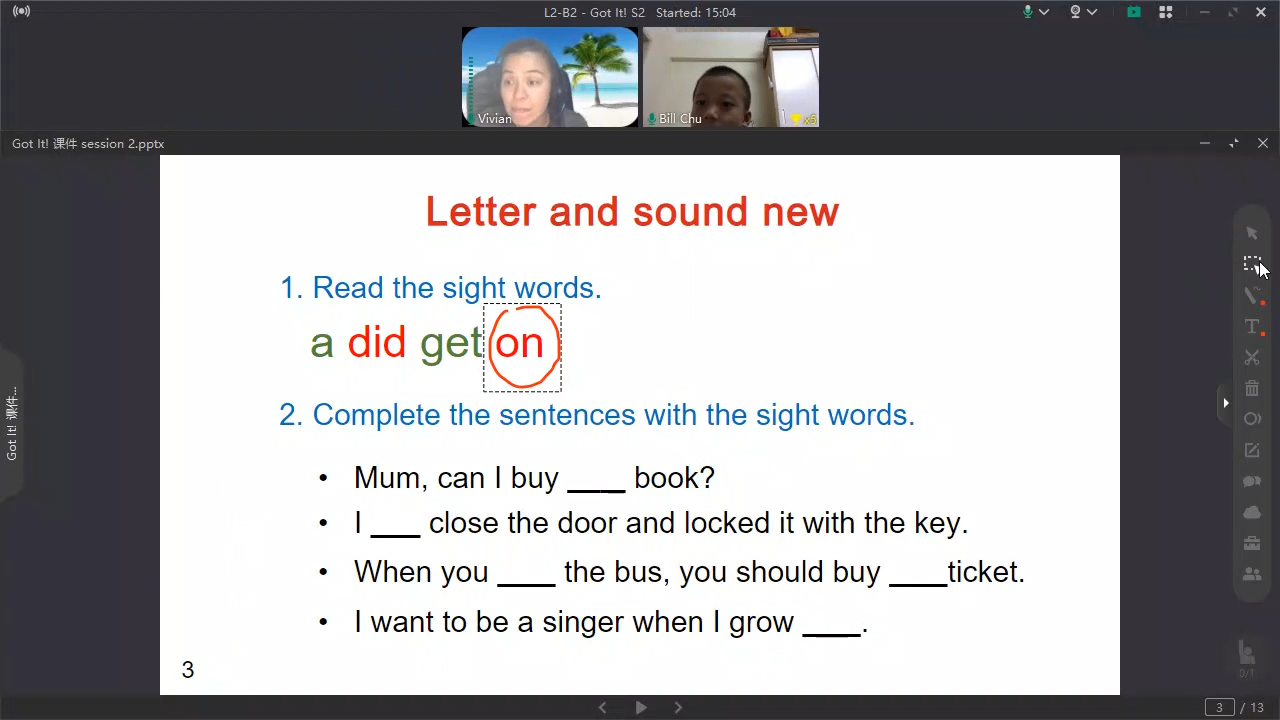 L2-B2 - Got It! S2 Started: 15:04
Vivian
Bill Chu
x5
Got It! 课件 session 2.pptx
Letter and sound new
1. Read the sight words.
a did get on
2. Complete the sentences with the sight words.
• Mum, can I buy ____ book?
• I ___ close the door and locked it with the key.
• When you ____ the bus, you should buy ____ticket.
• I want to be a singer when I grow ____.
3
Got It! 课件...
T
0/1
3 / 13